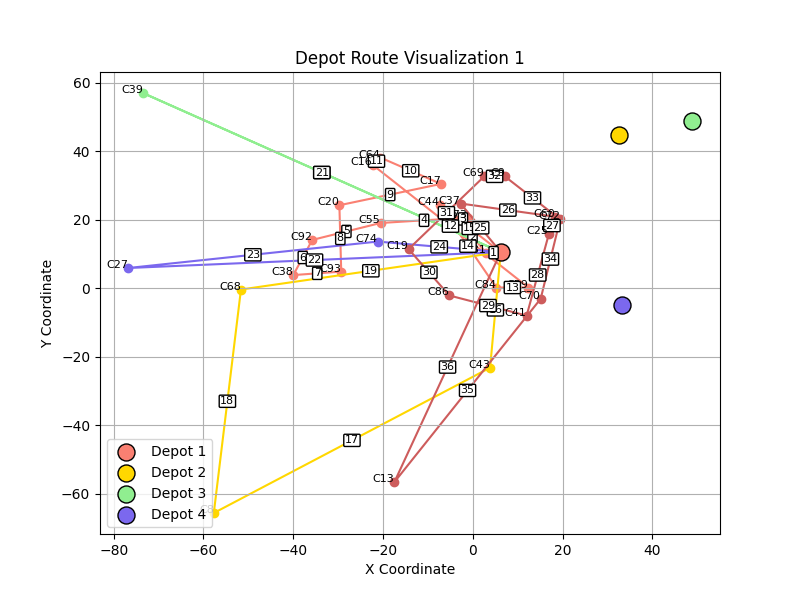 Depot Route Visualization 1
60
40
20
0
−20
−40
−60
Y Coordinate
−80
−60
−40
−20
0
20
40
X Coordinate
C39
21
C64
C16
11
10
C17
C69
32
33
C20
9
C44
C37
31
26
C55
4
12
25
27
C25
C92
5
8
C74
C19
24
14
1
C27
23
6
22
34
C38
7
C93
19
30
28
C68
C86
C84
13
C70
29
C41
C43
36
35
18
17
C13
Depot 1
Depot 2
Depot 3
Depot 4